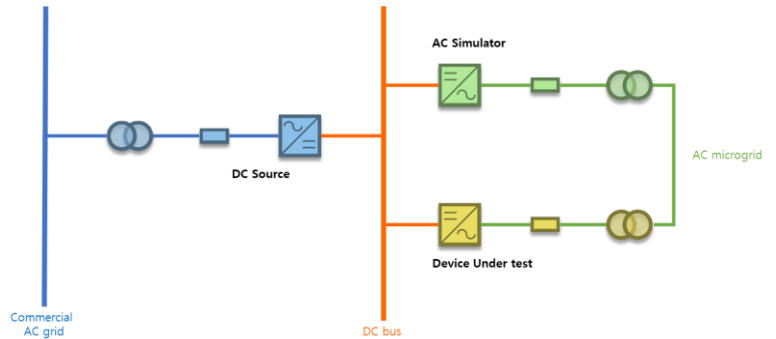 AC Simulator
AC microgrid
DC Source
Device Under test
Commercial
AC grid
DC bus